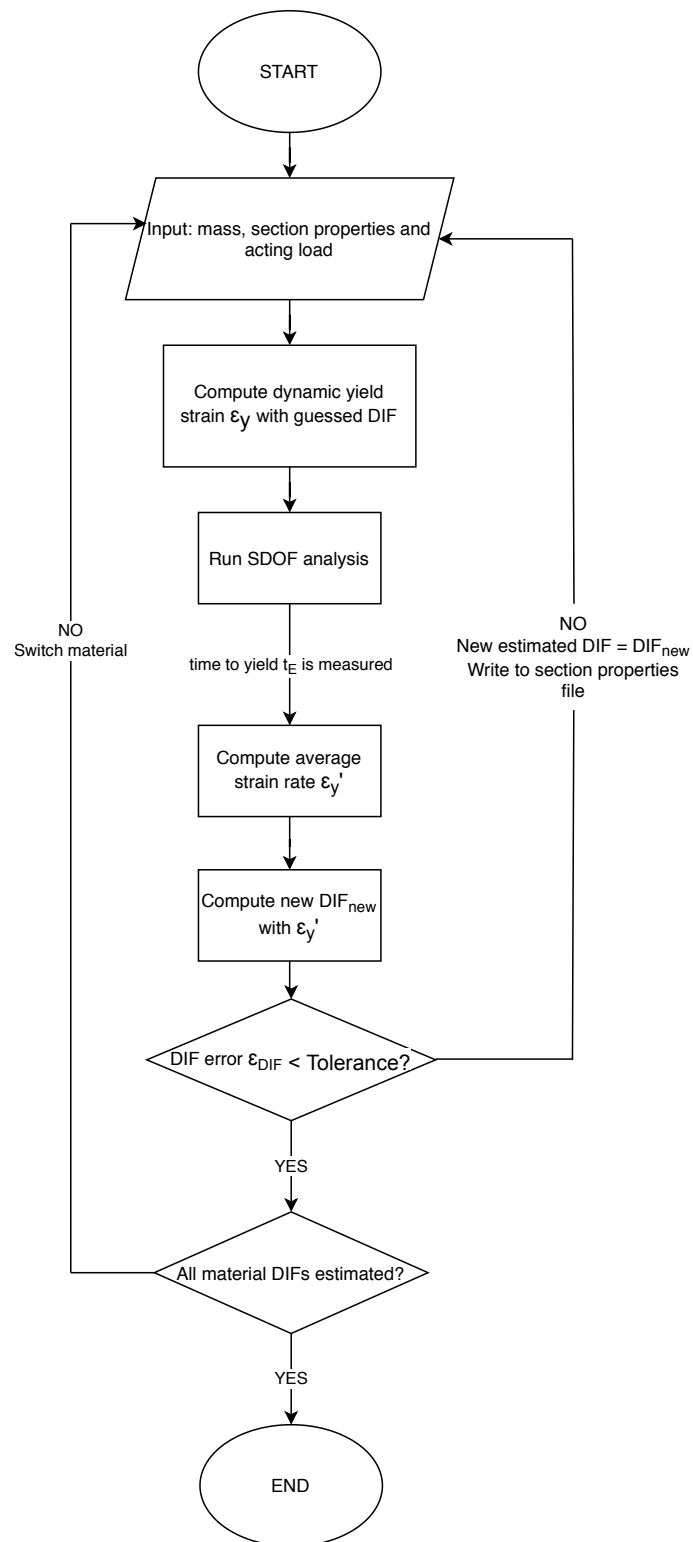 START
Input: mass, section properties and
acting load
Compute dynamic yield
strain εy with guessed DIF
Run SDOF analysis
NO
Switch material
NO
New estimated DIF = DIFnew
Write to section properties
file
time to yield tE is measured
Compute average
strain rate εy'
Compute new DIFnew
with εy'
DIF error εDIF < Tolerance?
YES
All material DIFs estimated?
YES
END